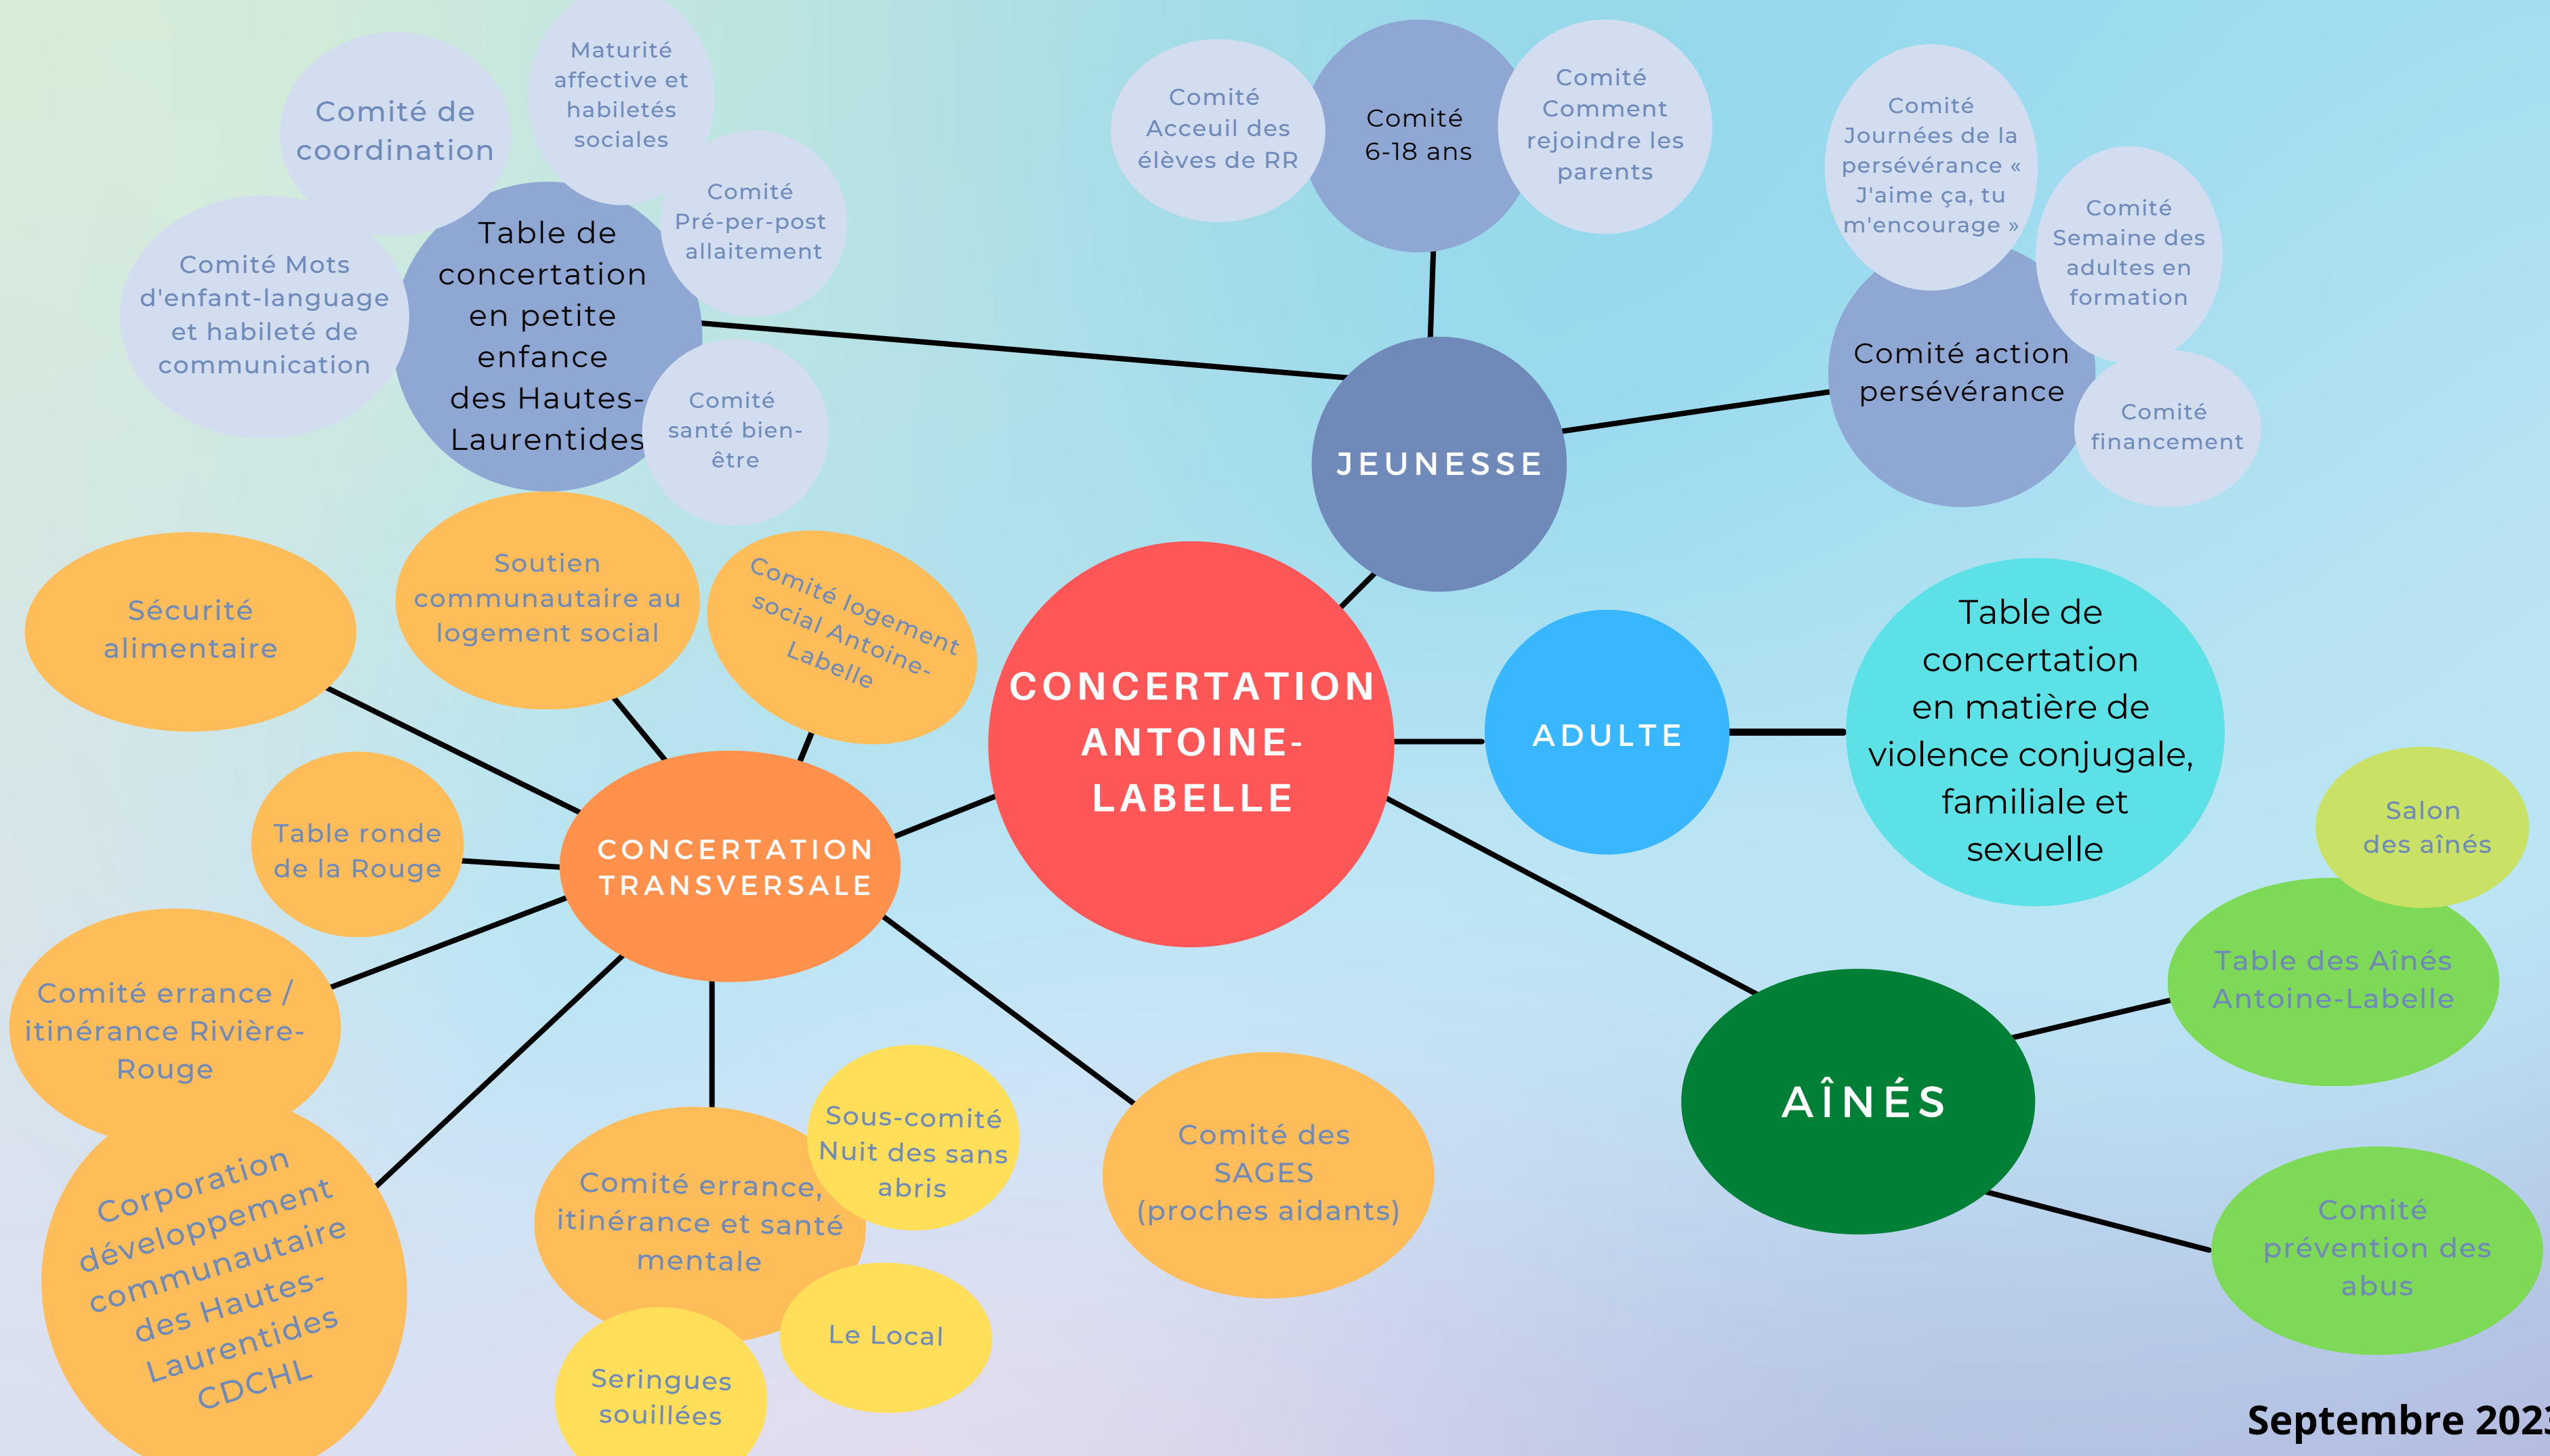 Comité de
coordination
Maturité
affective et
habiletés
sociales
Comité
Pré-per-post
allaitement
Comité Mots
d'enfant-language
et habileté de
communication
Table de
concertation
en petite
enfance
des Hautes-
Laurentides
Comité
santé bien-
être
Comité
Acceuil des
élèves de RR
Comité
6-18 ans
Comité
Comment
rejoindre les
parents
Comité
Journées de la
persévérance «
J'aime ça, tu
m'encourage »
Comité
Semaine des
adultes en
formation
Comité action
persévérance
Comité
financement
JEUNESSE
Sécurité
alimentaire
Soutien
communautaire au
logement social
Comité logement
social Antoine-
Labelle
CONCERTATION
ANTOINE-
LABELLE
ADULTE
Table de
concertation
en matière de
violence conjugale,
familiale et
sexuelle
Table ronde
de la Rouge
CONCERTATION
TRANSVERSALE
Salon
des aînés
Table des Aînés
Antoine-Labelle
Comité errance /
itinérance Rivière-
Rouge
AÎNÉS
Corporation
développement
communautaire
des Hautes-
Laurentides
CDCHL
Comité errance,
itinérance et santé
mentale
Sous-comité
Nuit des sans
abris
Le Local
Seringues
souillées
Comité des
SAGES
(proches aidants)
Comité
prévention des
abus
Septembre 2023